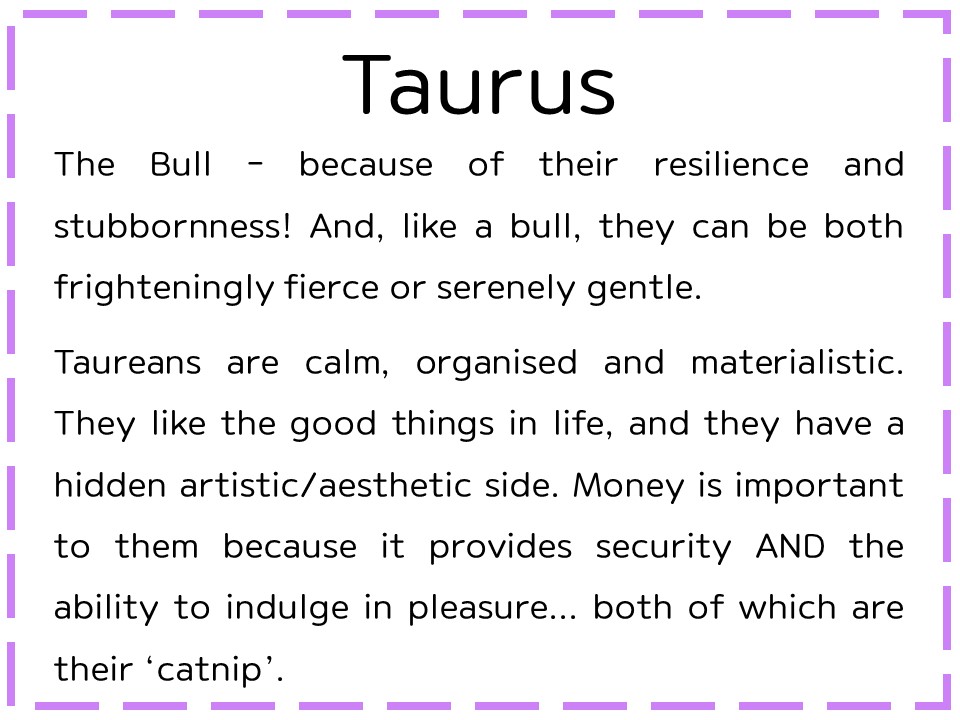 Taurus
The Bull – because of their resilience and
stubbornness! And, like a bull, they can be both
frighteningly fierce or serenely gentle.
Taureans are calm, organised and materialistic.
They like the good things in life, and they have a
hidden artistic/aesthetic side. Money is important
to them because it provides security AND the
ability to indulge in pleasure... both of which are
their ‘catnip’.